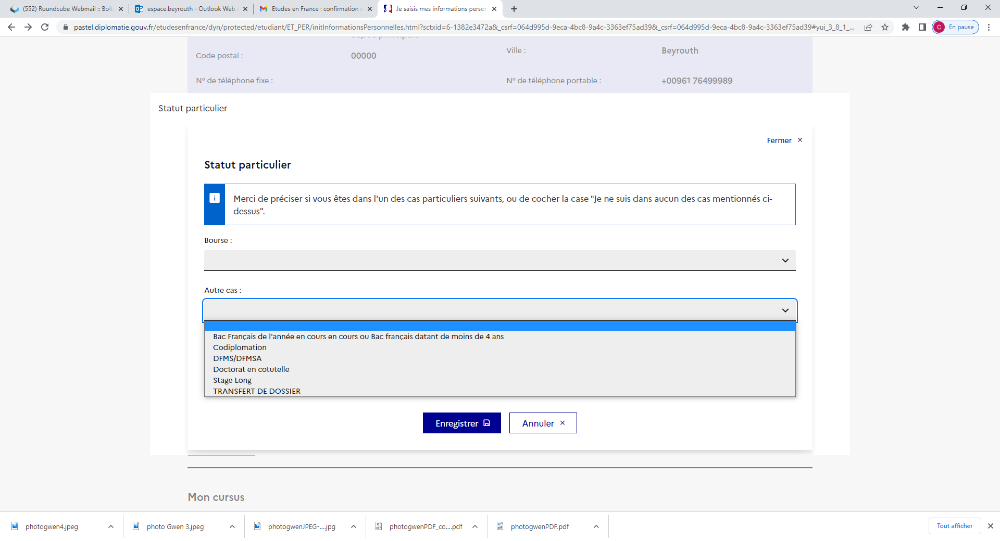 (552) Roundcube Webmail :: Boît
espace.beyrouth - Outlook Web
Etudes en France : confirmation
Je saisis mes informations person
pastel.diplomatie.gouv.fr/etudesenfrance/dyn/protected/etudiant/ET_PER/initInformationsPersonnelles.html?sctxid=6-1382e3472a&_csrf=064d995d-9eca-4bc8-9a4c-3363ef75ad39&_csrf=064d995d-9eca-4bc8-9a4c-3363ef75ad39#yui_3_8_1_...
C En pause
Code postal : 00000
Ville : Beyrouth
N° de téléphone fixe :
N° de téléphone portable : +00961 76499989
Statut particulier
Fermer
Statut particulier
Merci de préciser si vous êtes dans l'un des cas particuliers suivants, ou de cocher la case "Je ne suis dans aucun des cas mentionnés ci-
dessus".
Bourse :
Autre cas :
Bac Français de l'année en cours en cours ou Bac français datant de moins de 4 ans
Codiplomation
DFMS/DFMSA
Doctorat en cotutelle
Stage Long
TRANSFERT DE DOSSIER
Enregistrer
Annuler
Mon cursus
photogwen4.jpeg
photo Gwen 3.jpeg
photogwenJPEG-....jpg
photogwenPDF_co....pdf
photogwenPDF.pdf
Tout afficher